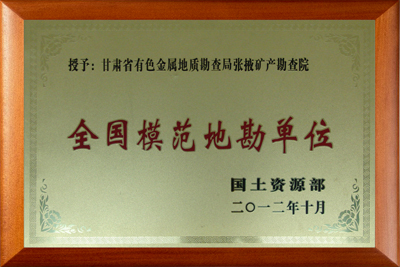 授予：甘肃省有色金属地质勘查局张掖矿产勘查院
全国模范地勘单位
国土资源部
二〇一二年十月